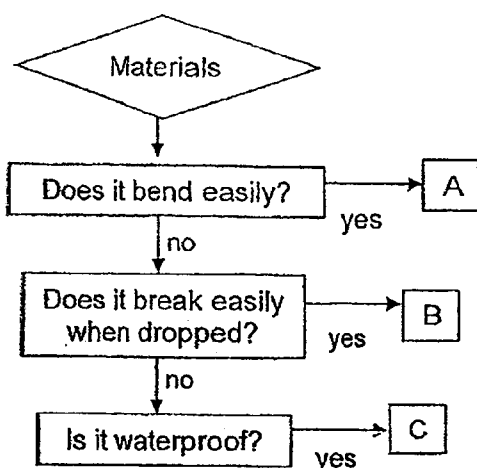 Materials
Does it bend easily?
A
yes
no
Does it break easily
when dropped?
B
yes
no
Is it waterproof?
C
yes